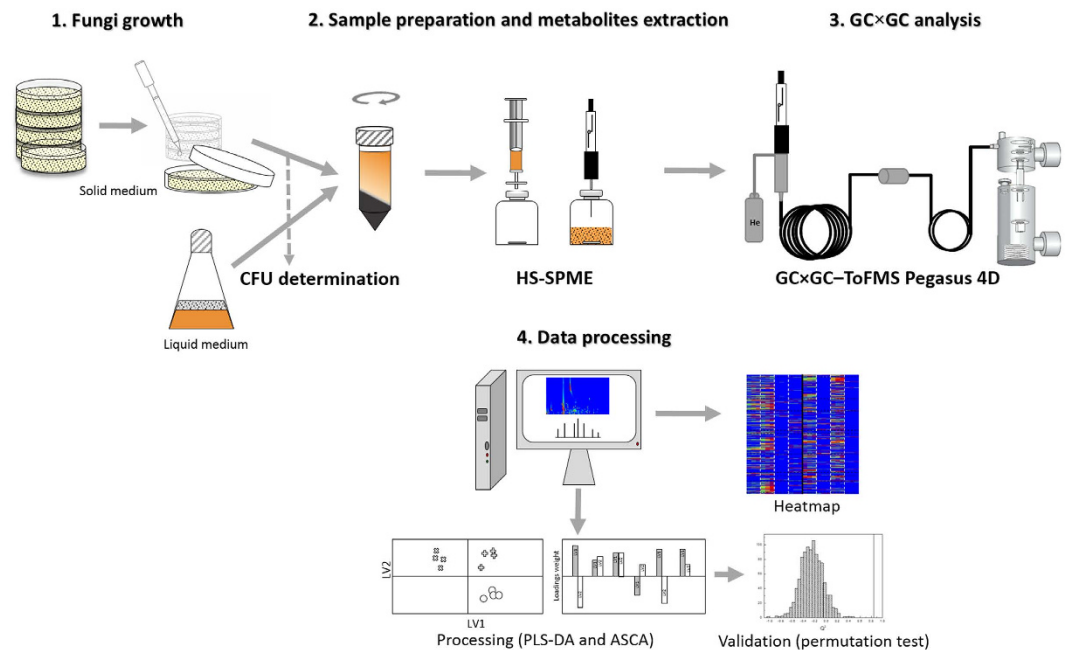 1. Fungi growth
2. Sample preparation and metabolites extraction
3. GC×GC analysis
Solid medium
He
CFU determination
HS-SPME
GC×GC–ToFMS Pegasus 4D
Liquid medium
4. Data processing
Heatmap
LV2
LV1
Loadings weight
Processing (PLS-DA and ASCA)
Validation (permutation test)